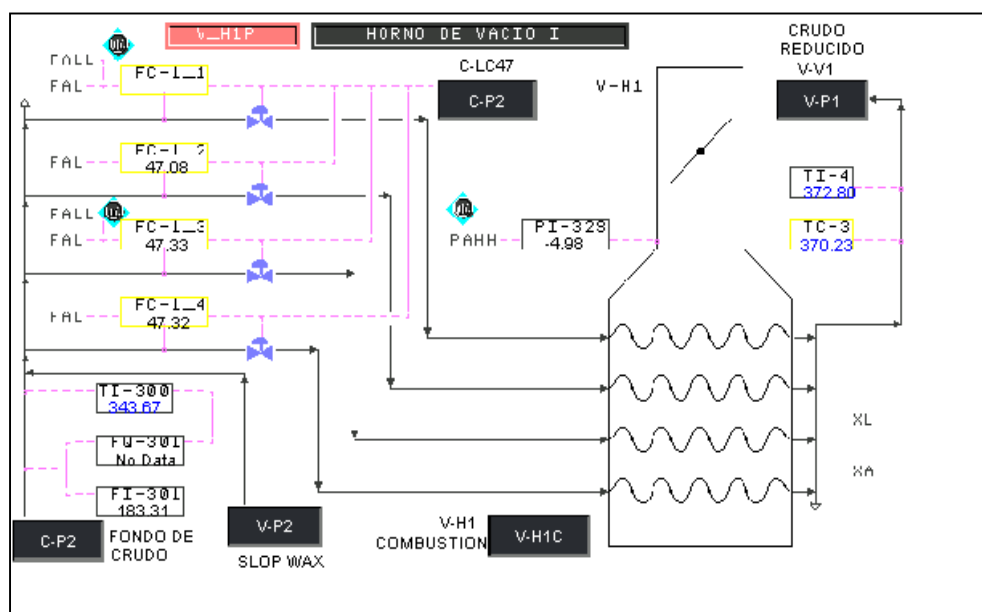 V_H1P
HORNO DE VACIO I
CRUDO
REDUCIDO
V-V1
V-P1
FALL
FAL
FC-1_1
C-LC47
C-P2
V-H1
FAL
FC-1_2
47.08
TI-4
372.80
FALL
FAL
FC-1_3
47.33
PAHH
PI-328
-4.98
TC-3
370.23
FAL
FC-1_4
47.32
TI-300
343.67
FQ-301
No Data
FI-301
183.31
XL
XA
C-P2
FONDO DE
CRUDO
V-P2
SLOP WAX
V-H1
COMBUSTION
V-H1C